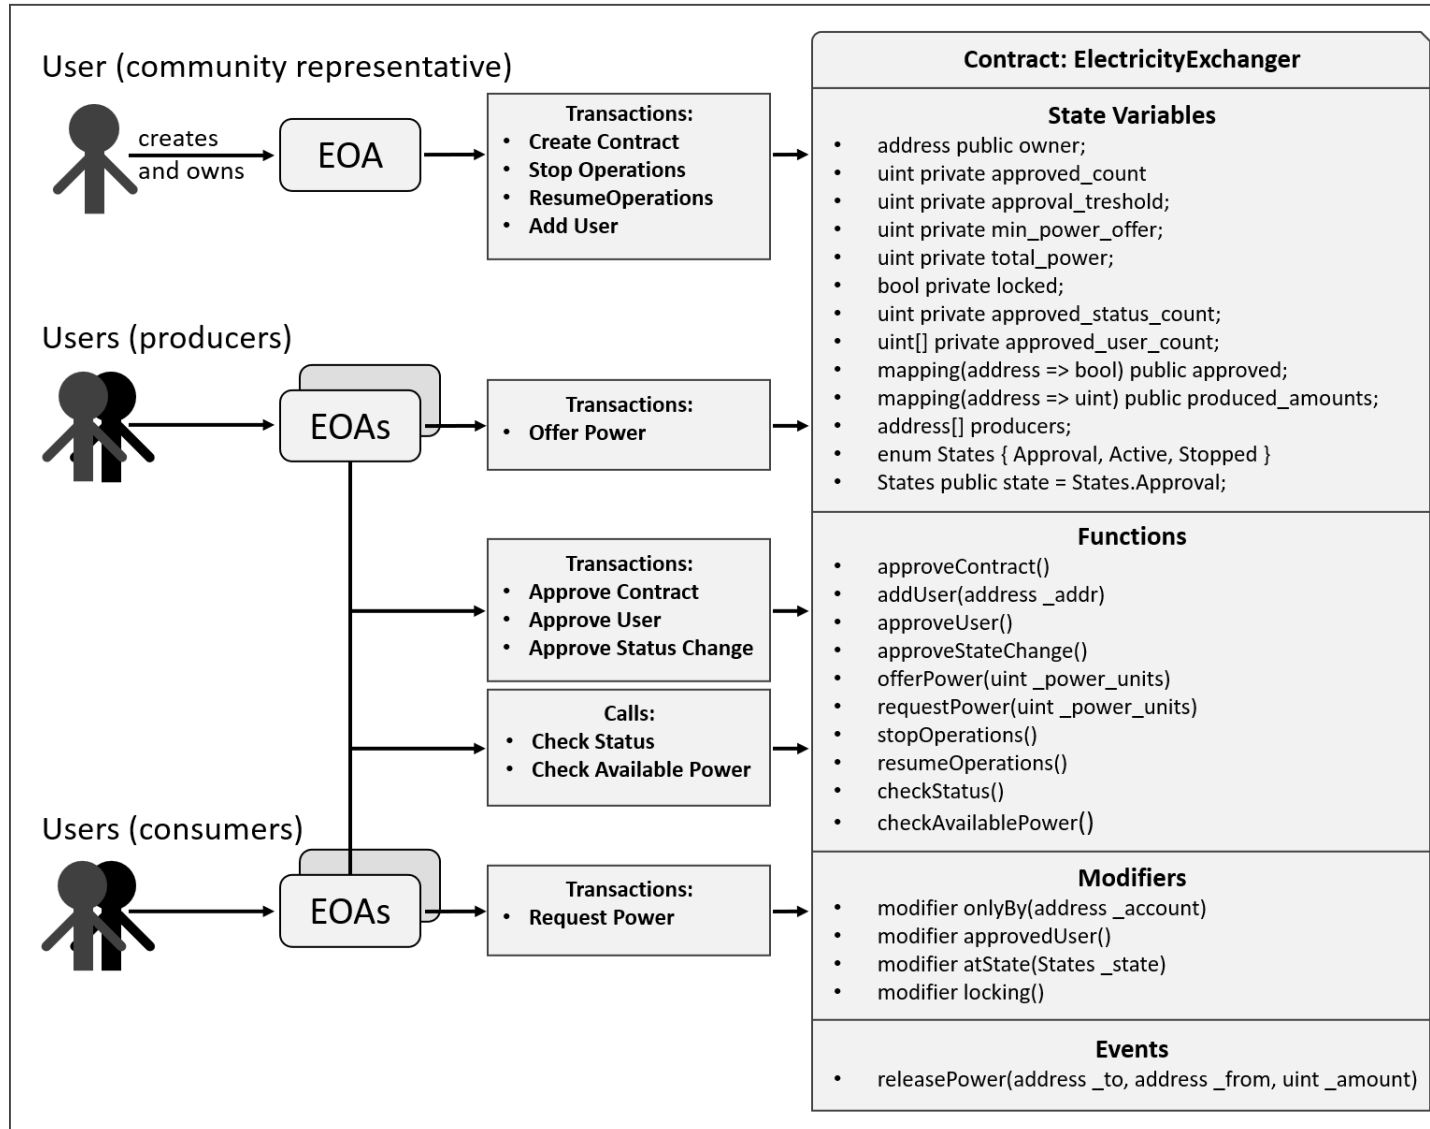 User (community representative)
creates
and owns
EOA
Transactions:
• Create Contract
• Stop Operations
• ResumeOperations
• Add User
Users (producers)
EOAs
Transactions:
• Offer Power
Transactions:
• Approve Contract
• Approve User
• Approve Status Change
Calls:
• Check Status
• Check Available Power
Users (consumers)
EOAs
Transactions:
• Request Power
Contract: ElectricityExchanger
State Variables
• address public owner;
• uint private approved_count
• uint private approval_treshold;
• uint private min_power_offer;
• uint private total_power;
• bool private locked;
• uint private approved_status_count;
• uint[] private approved_user_count;
• mapping(address => bool) public approved;
• mapping(address => uint) public produced_amounts;
• address[] producers;
• enum States { Approval, Active, Stopped }
• States public state = States.Approval;
Functions
• approveContract()
• addUser(address _addr)
• approveUser()
• approveStateChange()
• offerPower(uint _power_units)
• requestPower(uint _power_units)
• stopOperations()
• resumeOperations()
• checkStatus()
• checkAvailablePower()
Modifiers
• modifier onlyBy(address _account)
• modifier approvedUser()
• modifier atState(States _state)
• modifier locking()
Events
• releasePower(address _to, address _from, uint _amount)